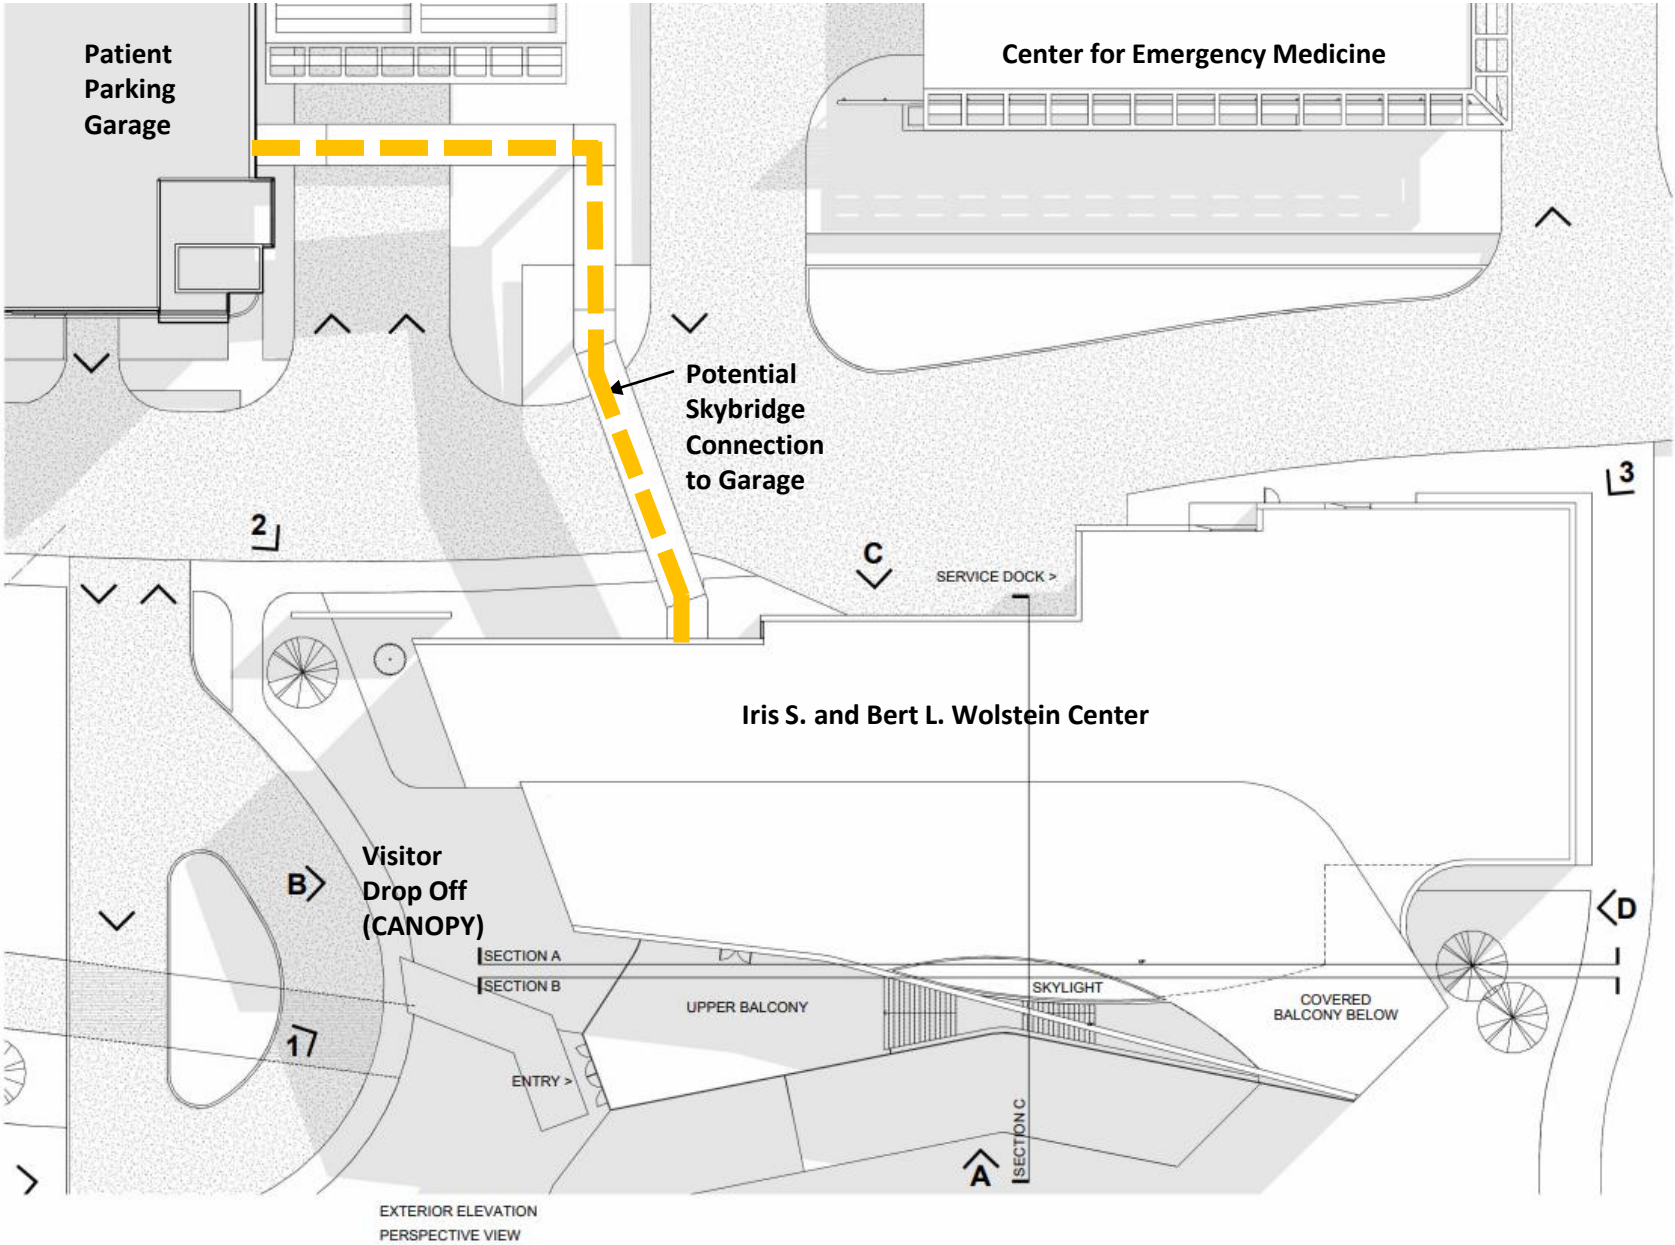 Patient
Parking
Garage
Center for Emergency Medicine
Potential
Skybridge
Connection
to Garage
3
2
C
SERVICE DOCK >
Iris S. and Bert L. Wolstein Center
Visitor
Drop Off
(CANOPY)
B
D
SECTION A
SECTION B
SKYLIGHT
UPPER BALCONY
COVERED
BALCONY BELOW
1
ENTRY >
SECTION C
A
EXTERIOR ELEVATION
PERSPECTIVE VIEW